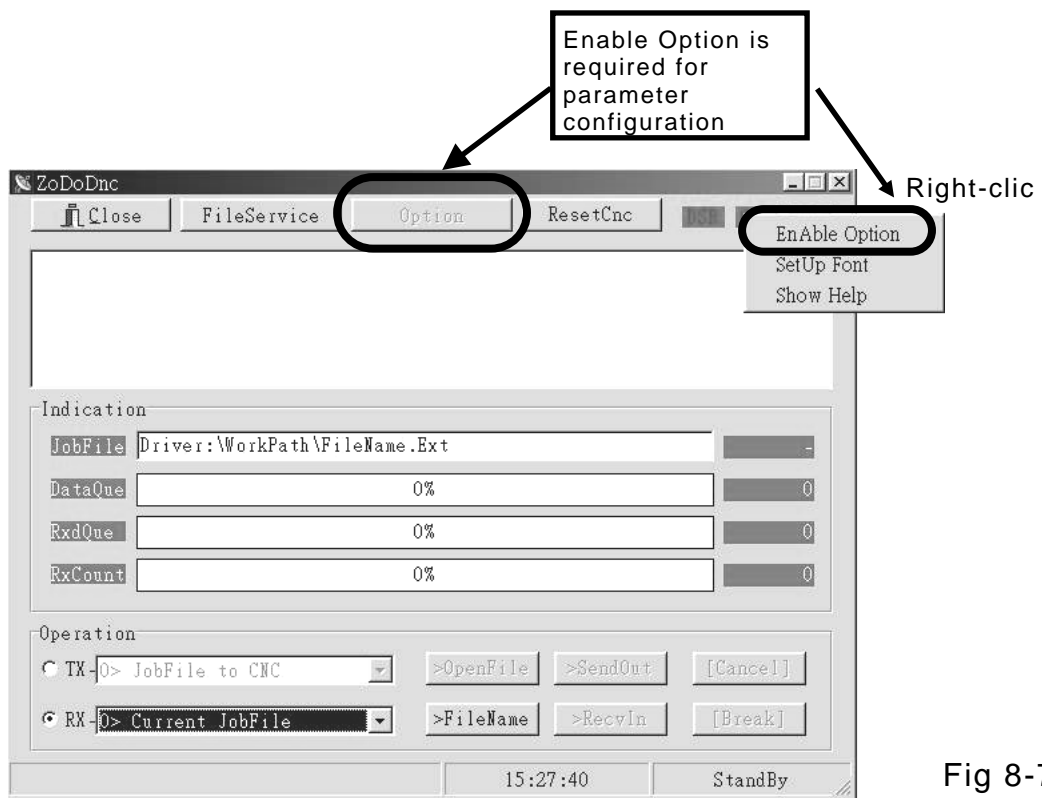 Enable Option is
required for
parameter
configuration
ZoDoDnc
Right-clic
Close FileService Option ResetCnc DSR
EnAble Option
SetUp Font
Show Help
Indication
JobFile Driver:\WorkPath\FileName.Ext -
DataQue 0% 0
RxdQue 0% 0
RxCount 0% 0
Operation
TX- 0> JobFile to CNC >OpenFile >SendOut [Cancel]
RX- 0> Current JobFile >FileName >RecvIn [Break]
15:27:40 StandBy
Fig 8-7